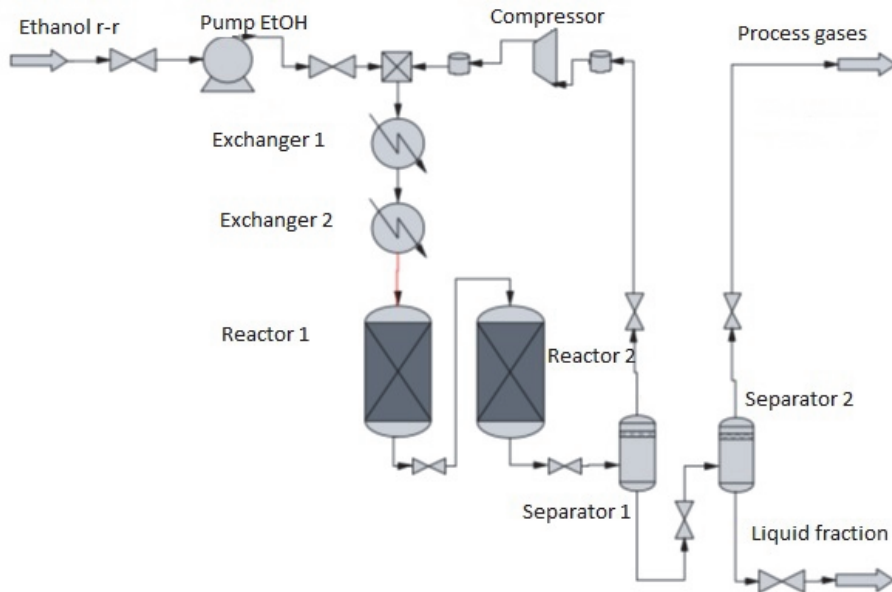 Ethanol r-r
Pump EtOH
Compressor
Process gases
Exchanger 1
Exchanger 2
Reactor 1
Reactor 2
Separator 2
Separator 1
Liquid fraction